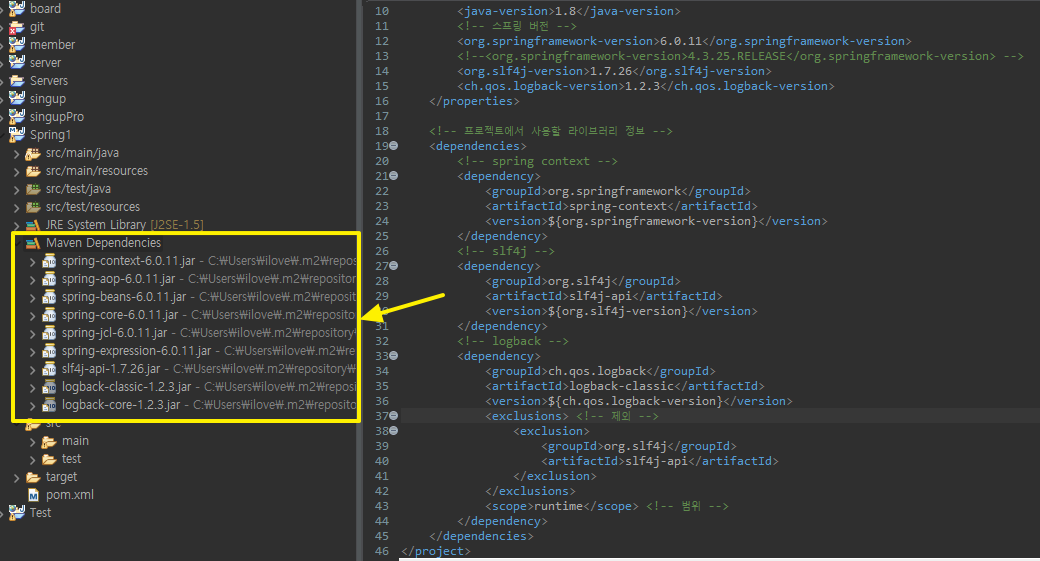 board
git
member
server
Servers
singup
singupPro
Spring1
src/main/java
src/main/resources
src/test/java
src/test/resources
JRE System Library [J2SE-1.5]
Maven Dependencies
spring-context-6.0.11.jar - C:₩Users₩ilove₩.m2₩repos
spring-aop-6.0.11.jar - C:₩Users₩ilove₩.m2₩repository
spring-beans-6.0.11.jar - C:₩Users₩ilove₩.m2₩reposit
spring-core-6.0.11.jar - C:₩Users₩ilove₩.m2₩repositor
spring-jcl-6.0.11.jar - C:₩Users₩ilove₩.m2₩repository₩
spring-expression-6.0.11.jar - C:₩Users₩ilove₩.m2₩re
slf4j-api-1.7.26.jar - C:₩Users₩ilove₩.m2₩repository₩
logback-classic-1.2.3.jar - C:₩Users₩ilove₩.m2₩repos
logback-core-1.2.3.jar - C:₩Users₩ilove₩.m2₩reposito
src
main
test
target
pom.xml
Test
10 <java-version>1.8</java-version>
11 <!-- 스프링 버전 -->
12 <org.springframework-version>6.0.11</org.springframework-version>
13 <!--<org.springframework-version>4.3.25.RELEASE</org.springframework-version> -->
14 <org.slf4j-version>1.7.26</org.slf4j-version>
15 <ch.qos.logback-version>1.2.3</ch.qos.logback-version>
16 </properties>
17
18 <!-- 프로젝트에서 사용할 라이브러리 정보 -->
19 <dependencies>
20 <!-- spring context -->
21 <dependency>
22 <groupId>org.springframework</groupId>
23 <artifactId>spring-context</artifactId>
24 <version>${org.springframework-version}</version>
25 </dependency>
26 <!-- slf4j -->
27 <dependency>
28 <groupId>org.slf4j</groupId>
29 <artifactId>slf4j-api</artifactId>
<version>${org.slf4j-version}</version>
31 </dependency>
32 <!-- logback -->
33 <dependency>
34 <groupId>ch.qos.logback</groupId>
35 <artifactId>logback-classic</artifactId>
36 <version>${ch.qos.logback-version}</version>
37 <exclusions> <!-- 제외 -->
38 <exclusion>
39 <groupId>org.slf4j</groupId>
40 <artifactId>slf4j-api</artifactId>
41 </exclusion>
42 </exclusions>
43 <scope>runtime</scope> <!-- 범위 -->
44 </dependency>
45 </dependencies>
46 </project>